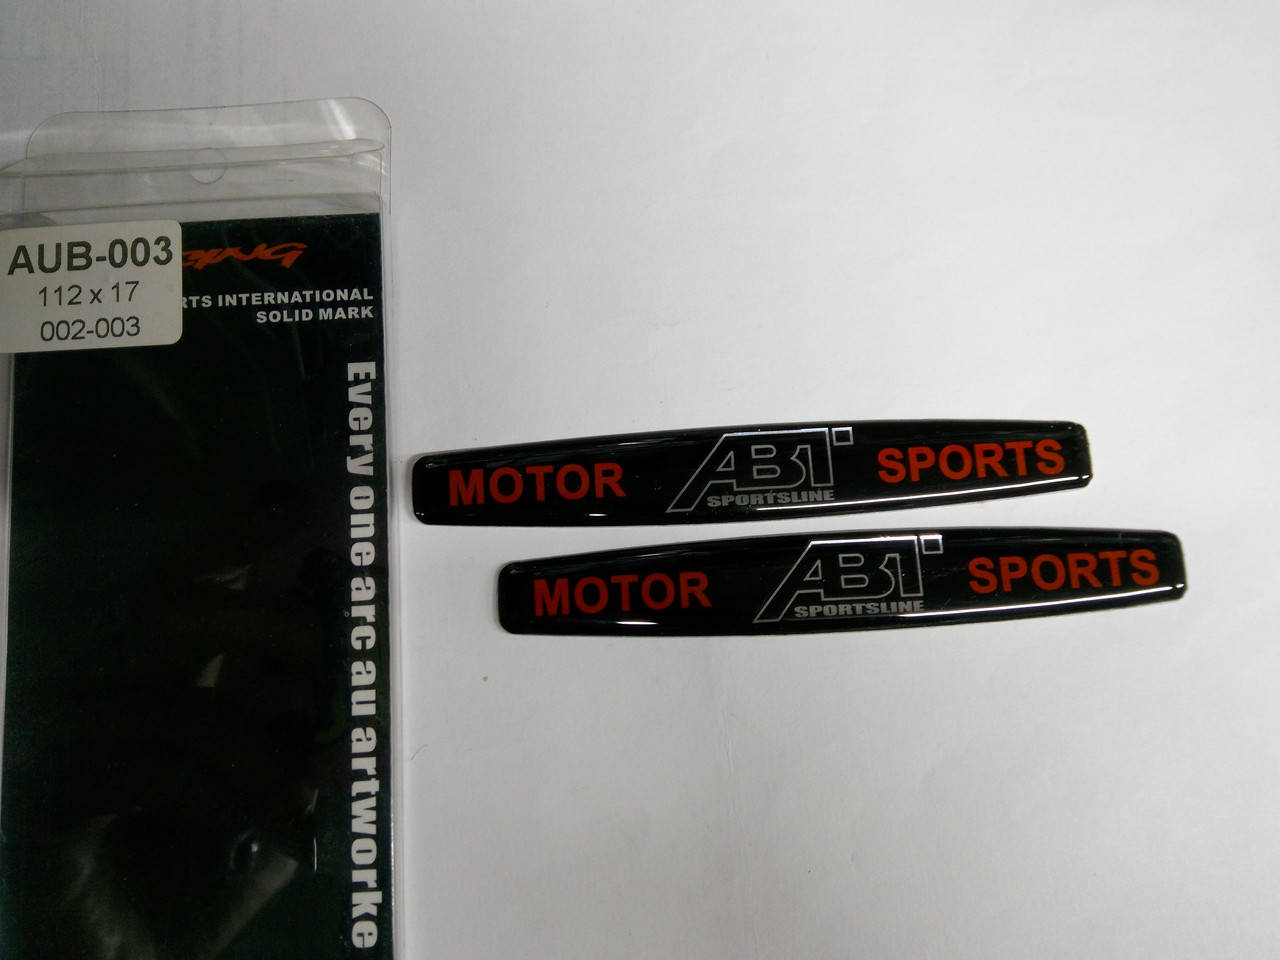 AUB-003
112 x 17
002-003
INTERNATIONAL
SOLID MARK
Every one arc au artworke
MOTOR ABT SPORTS
SPORTSLINE
MOTOR ABT SPORTS
SPORTSLINE